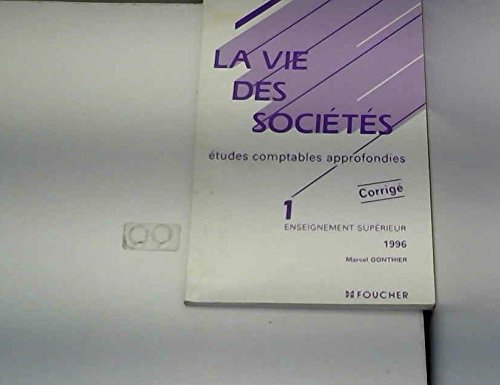 LA VIE
DES
SOCIÉTÉS
études comptables approfondies
Corrigé
1
ENSEIGNEMENT SUPÉRIEUR
1996
Marcel GONTHIER
FOUCHER